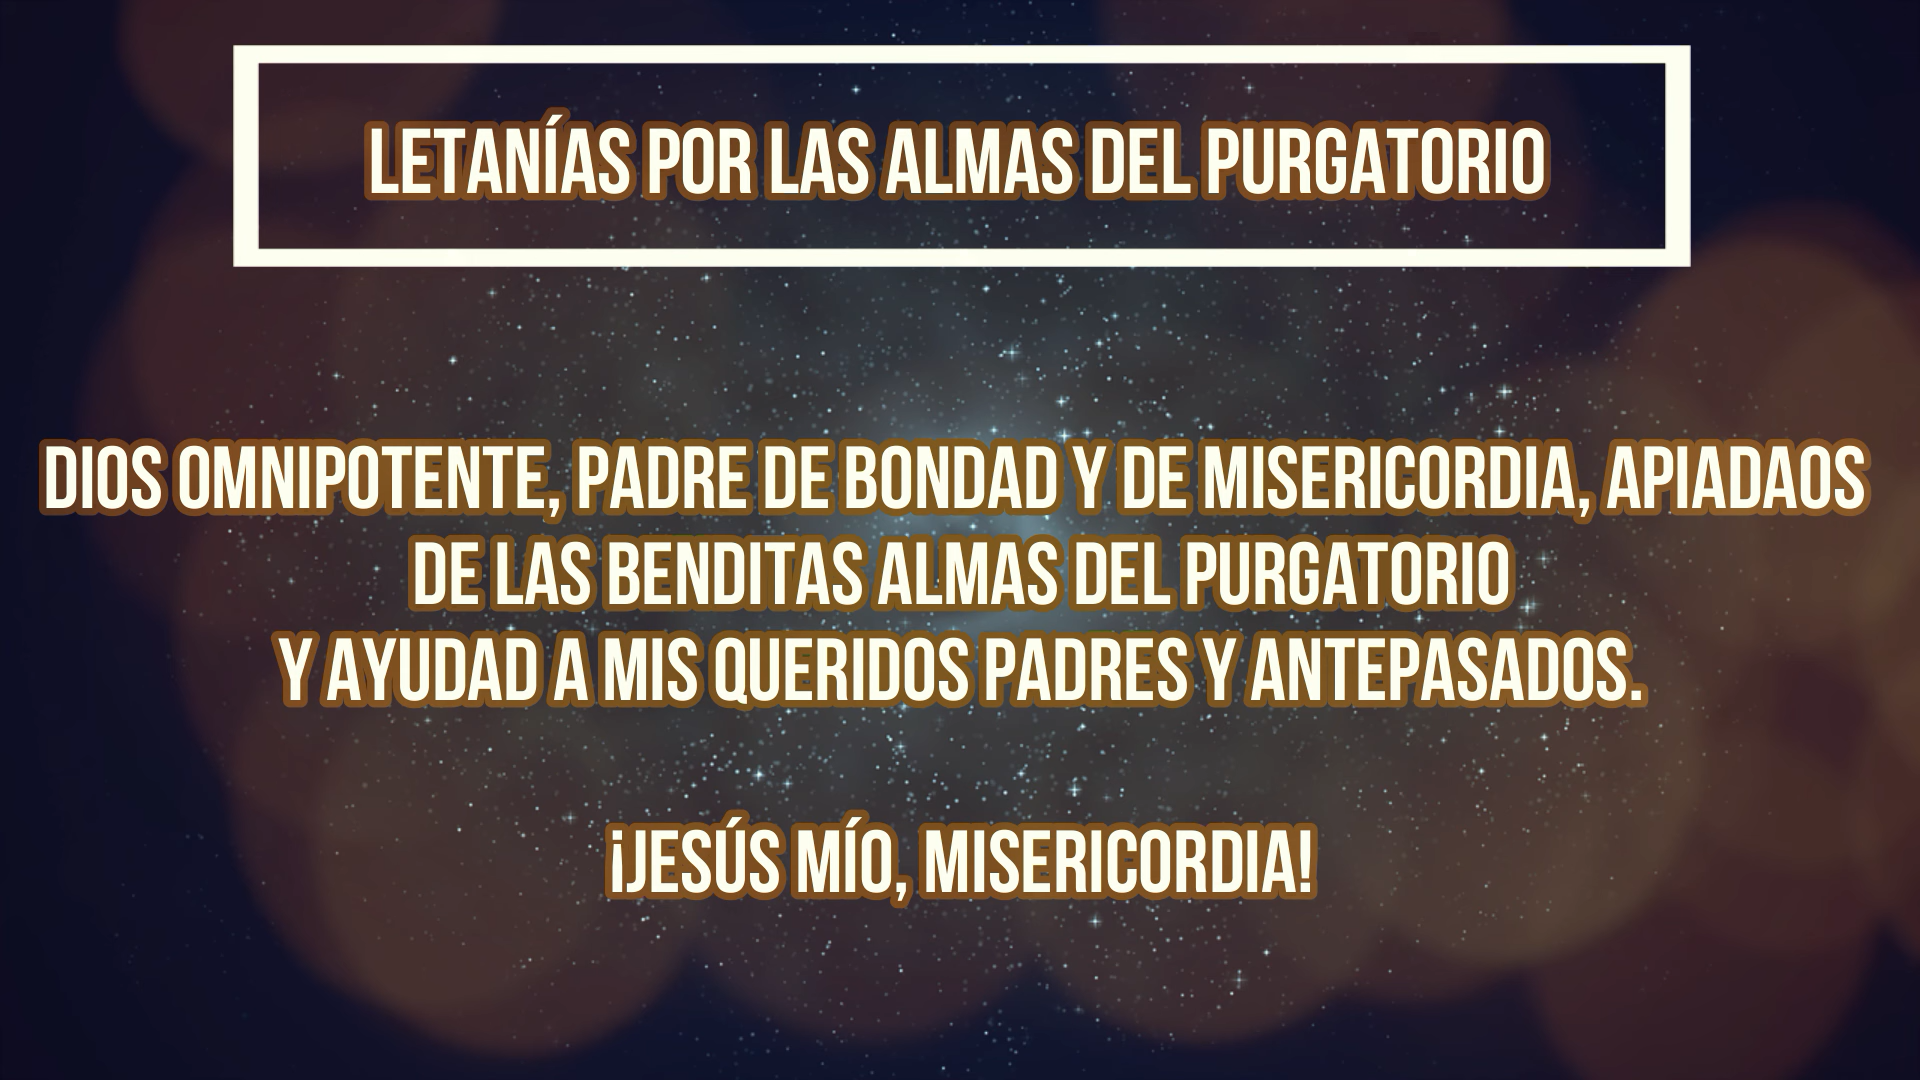 LETANÍAS POR LAS ALMAS DEL PURGATORIO
DIOS OMNIPOTENTE, PADRE DE BONDAD Y DE MISERICORDIA, APIADAOS
DE LAS BENDITAS ALMAS DEL PURGATORIO
Y AYUDAD A MIS QUERIDOS PADRES Y ANTEPASADOS.
¡JESÚS MÍO, MISERICORDIA!